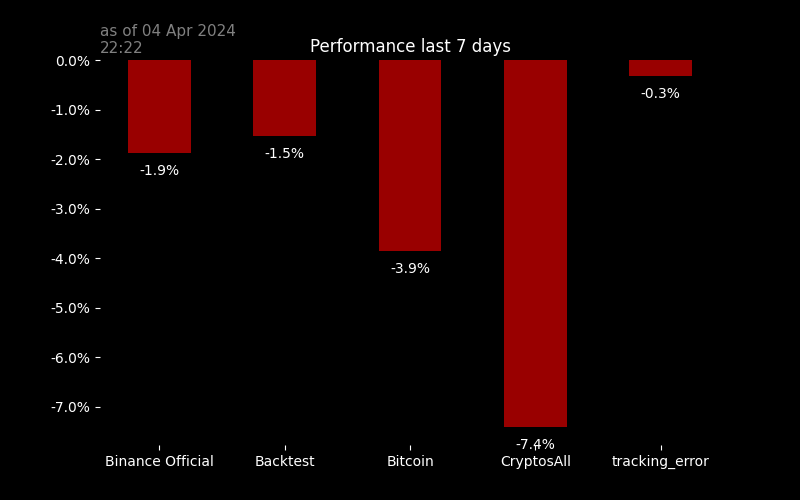 as of 04 Apr 2024
22:22
Performance last 7 days
0.0%
-1.0%
-2.0%
-3.0%
-4.0%
-5.0%
-6.0%
-7.0%
-1.9%
-1.5%
-3.9%
-7.4%
-0.3%
Binance Official
Backtest
Bitcoin
CryptosAll
tracking_error